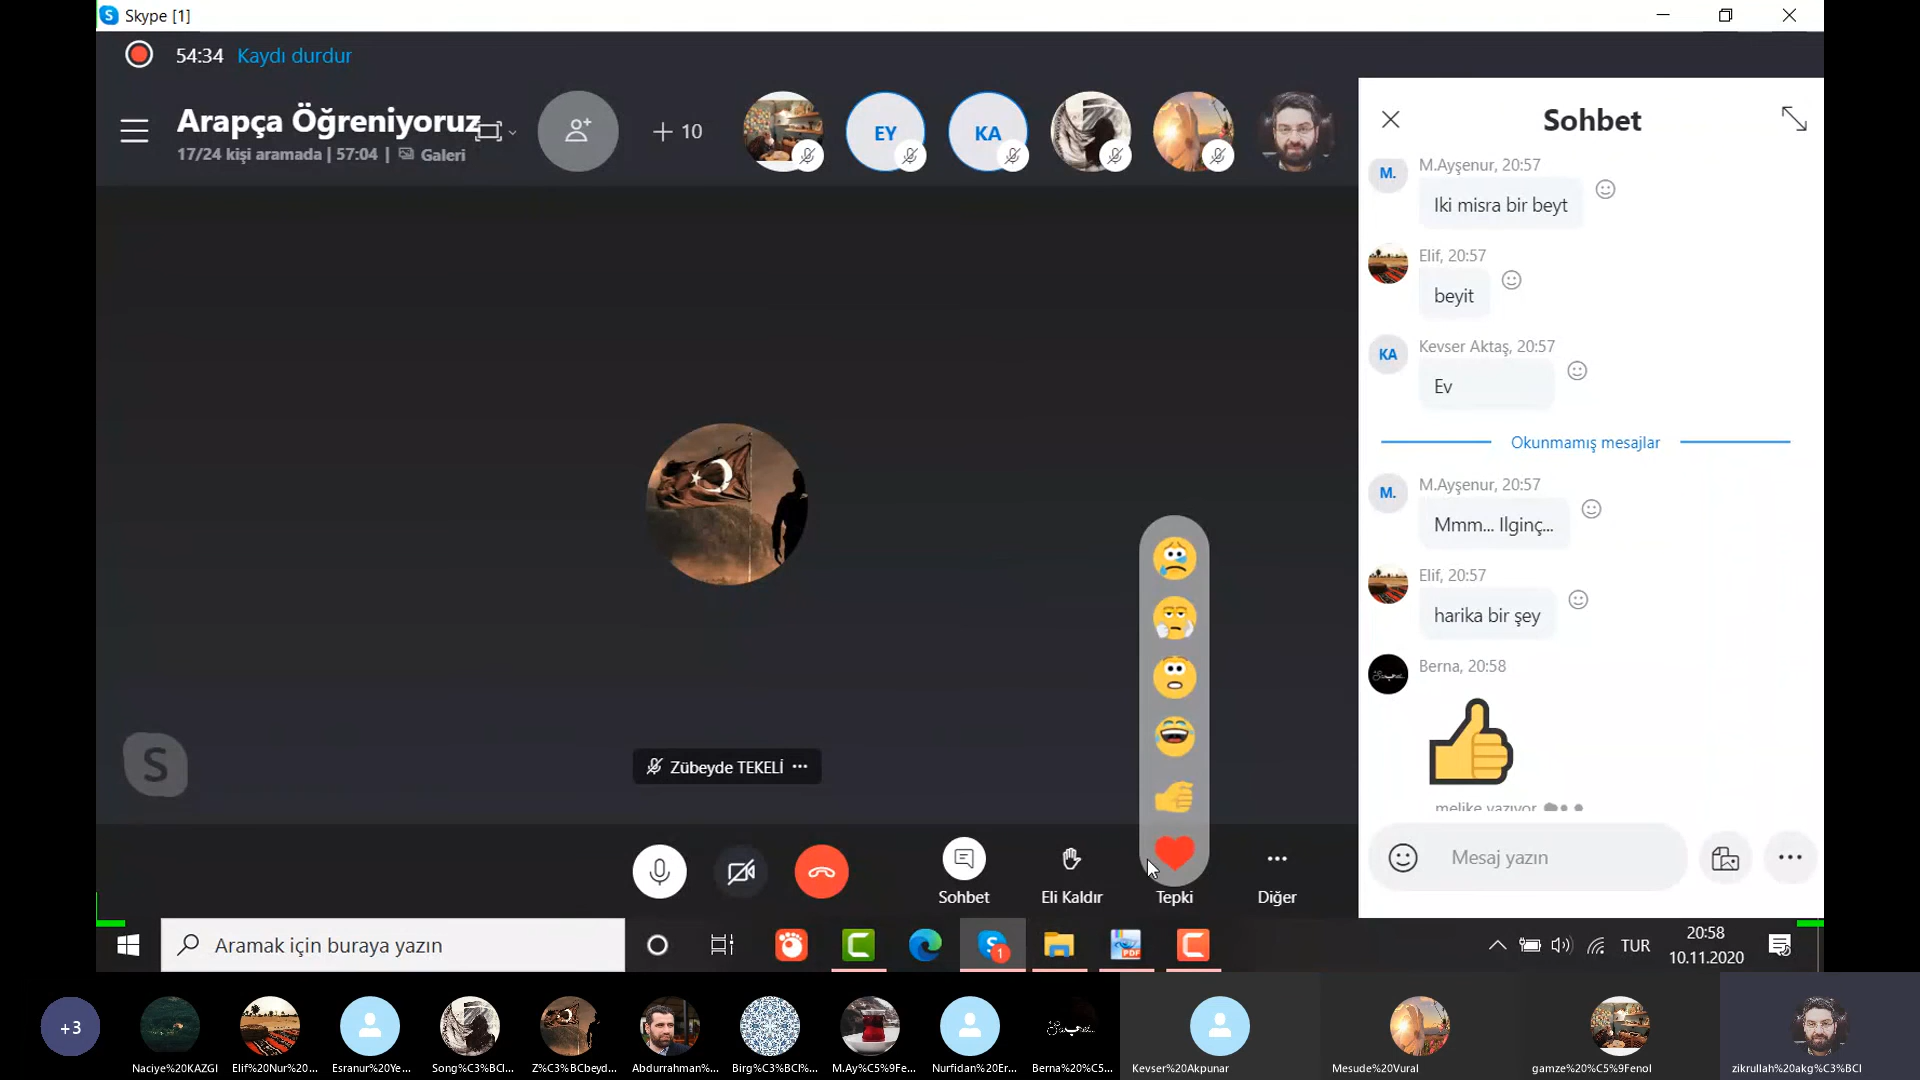 Skype [1]
54:34 Kaydı durdur
Arapça Öğreniyoruz
17/24 kişi aramada | 57:04 | Galeri
+ 10
EY
KA
Sohbet
M.
M.Ayşenur, 20:57
Iki misra bir beyt
Elif, 20:57
beyit
KA
Kevser Aktaş, 20:57
Ev
Okunmamış mesajlar
M.
M.Ayşenur, 20:57
Mmm... Ilginç...
Elif, 20:57
harika bir şey
Berna, 20:58
melike yazıyor
Mesaj yazın
Zübeyde TEKELİ
Sohbet
Eli Kaldır
Tepki
Diğer
Aramak için buraya yazın
1
PDF
TUR
20:58
10.11.2020
+3
Naciye%20KAZGI
Elif%20Nur%20...
Esranur%20Ye...
Song%C3%BCl...
Z%C3%BCbeyd...
Abdurrahman%...
Birg%C3%BCl%...
M.Ay%C5%9Fe...
Nurfidan%20Er...
Berna%20%C5...
Kevser%20Akpunar
Mesude%20Vural
gamze%20%C5%9Fenol
zikrullah%20akg%C3%BCl